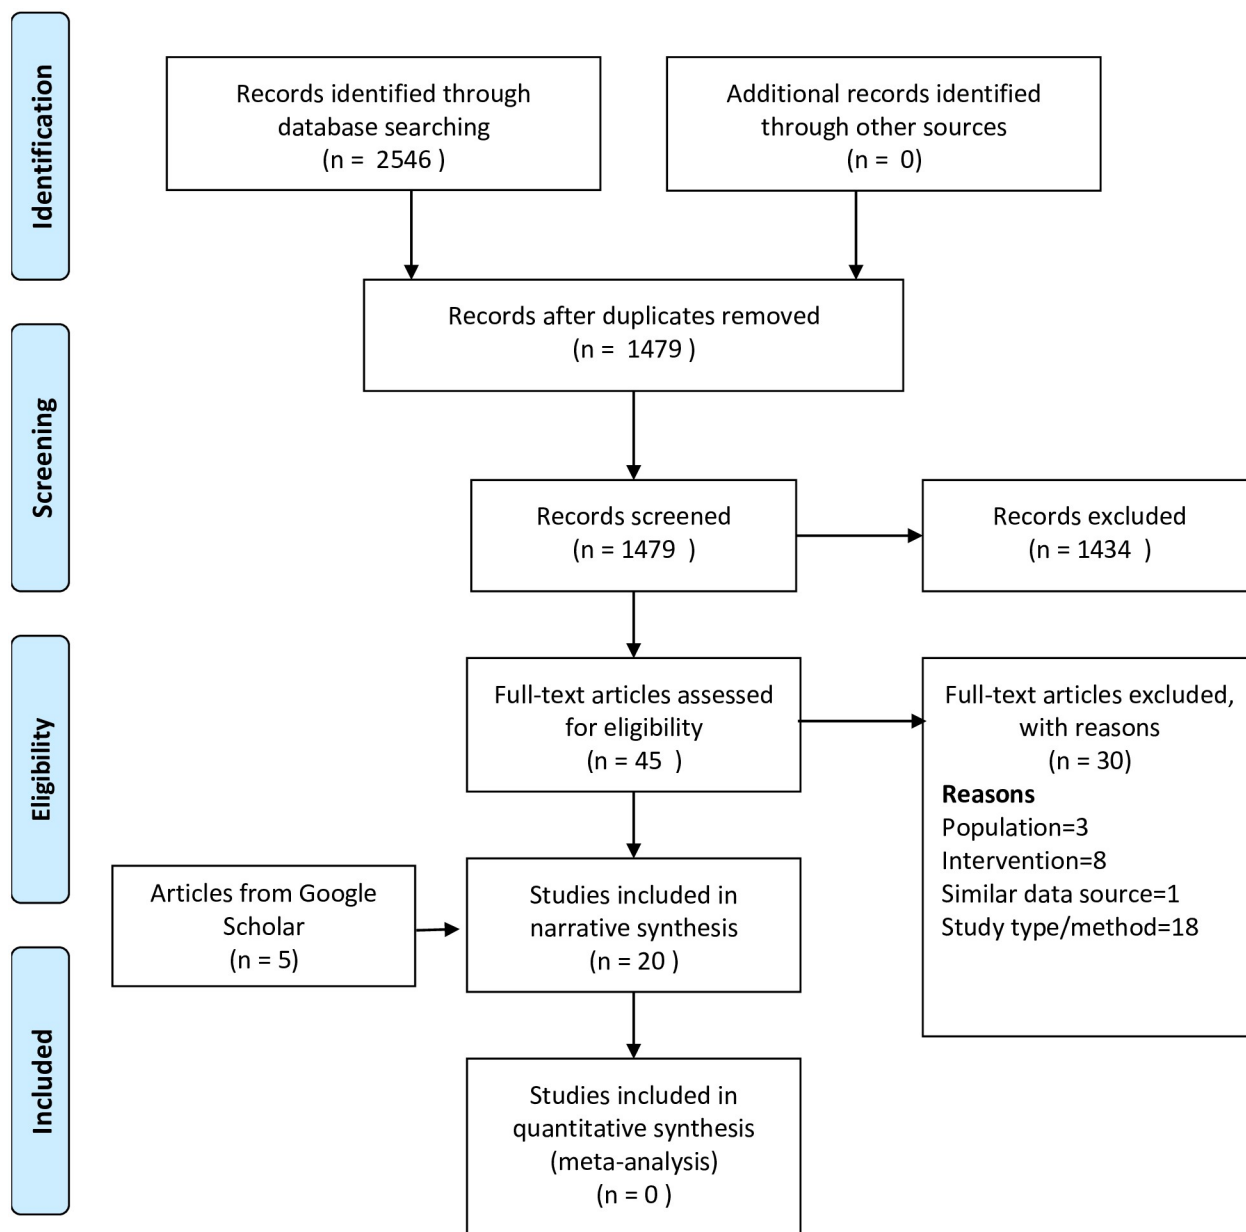 Identification
Records identified through
database searching
(n = 2546 )
Additional records identified
through other sources
(n = 0)
Records after duplicates removed
(n = 1479 )
Screening
Records screened
(n = 1479 )
Records excluded
(n = 1434 )
Eligibility
Full-text articles assessed
for eligibility
(n = 45 )
Full-text articles excluded,
with reasons
(n = 30)
Reasons
Population=3
Intervention=8
Similar data source=1
Study type/method=18
Articles from Google
Scholar
(n = 5)
Studies included in
narrative synthesis
(n = 20 )
Included
Studies included in
quantitative synthesis
(meta-analysis)
(n = 0 )